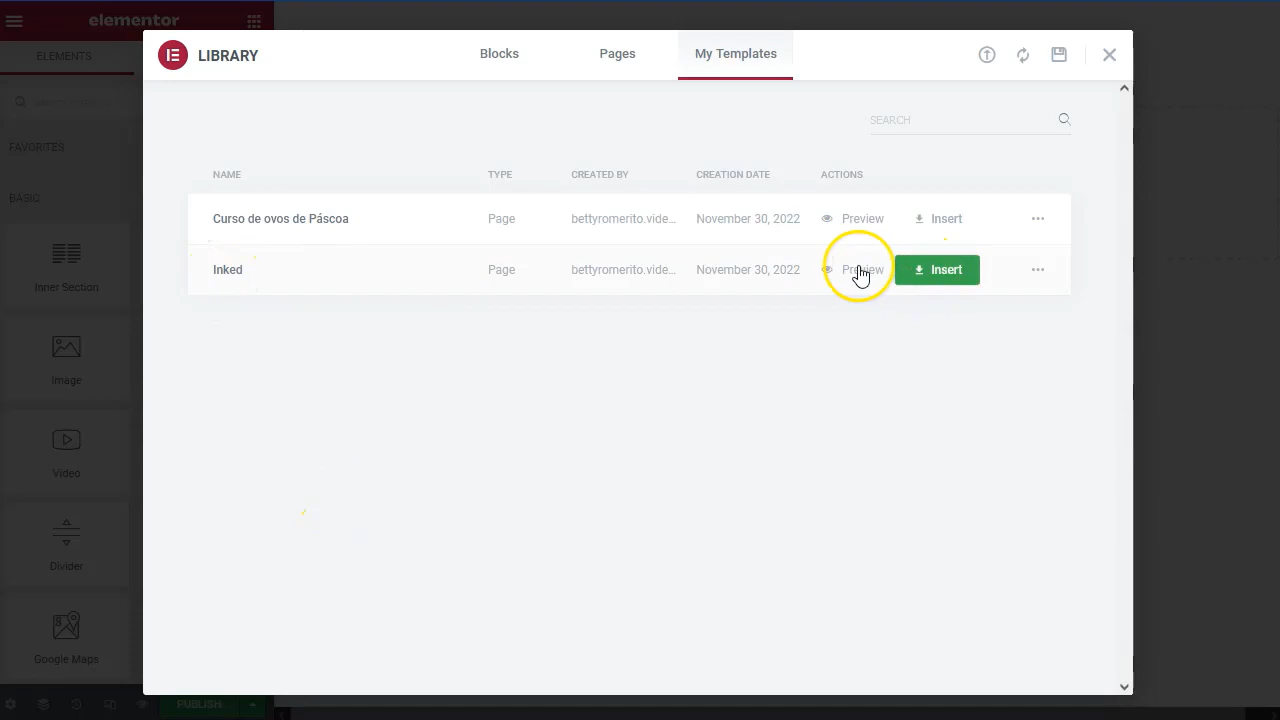 elementor
ELEMENTS
LIBRARY
Blocks
Pages
My Templates
SEARCH
FAVORITES
BASIC
NAME
TYPE
CREATED BY
CREATION DATE
ACTIONS
Curso de ovos de Páscoa
Page
bettyromerito.vide...
November 30, 2022
Preview
Insert
Inked
Page
bettyromerito.vide...
November 30, 2022
Preview
Insert
Inner Section
Image
Video
Divider
Google Maps
PUBLISH